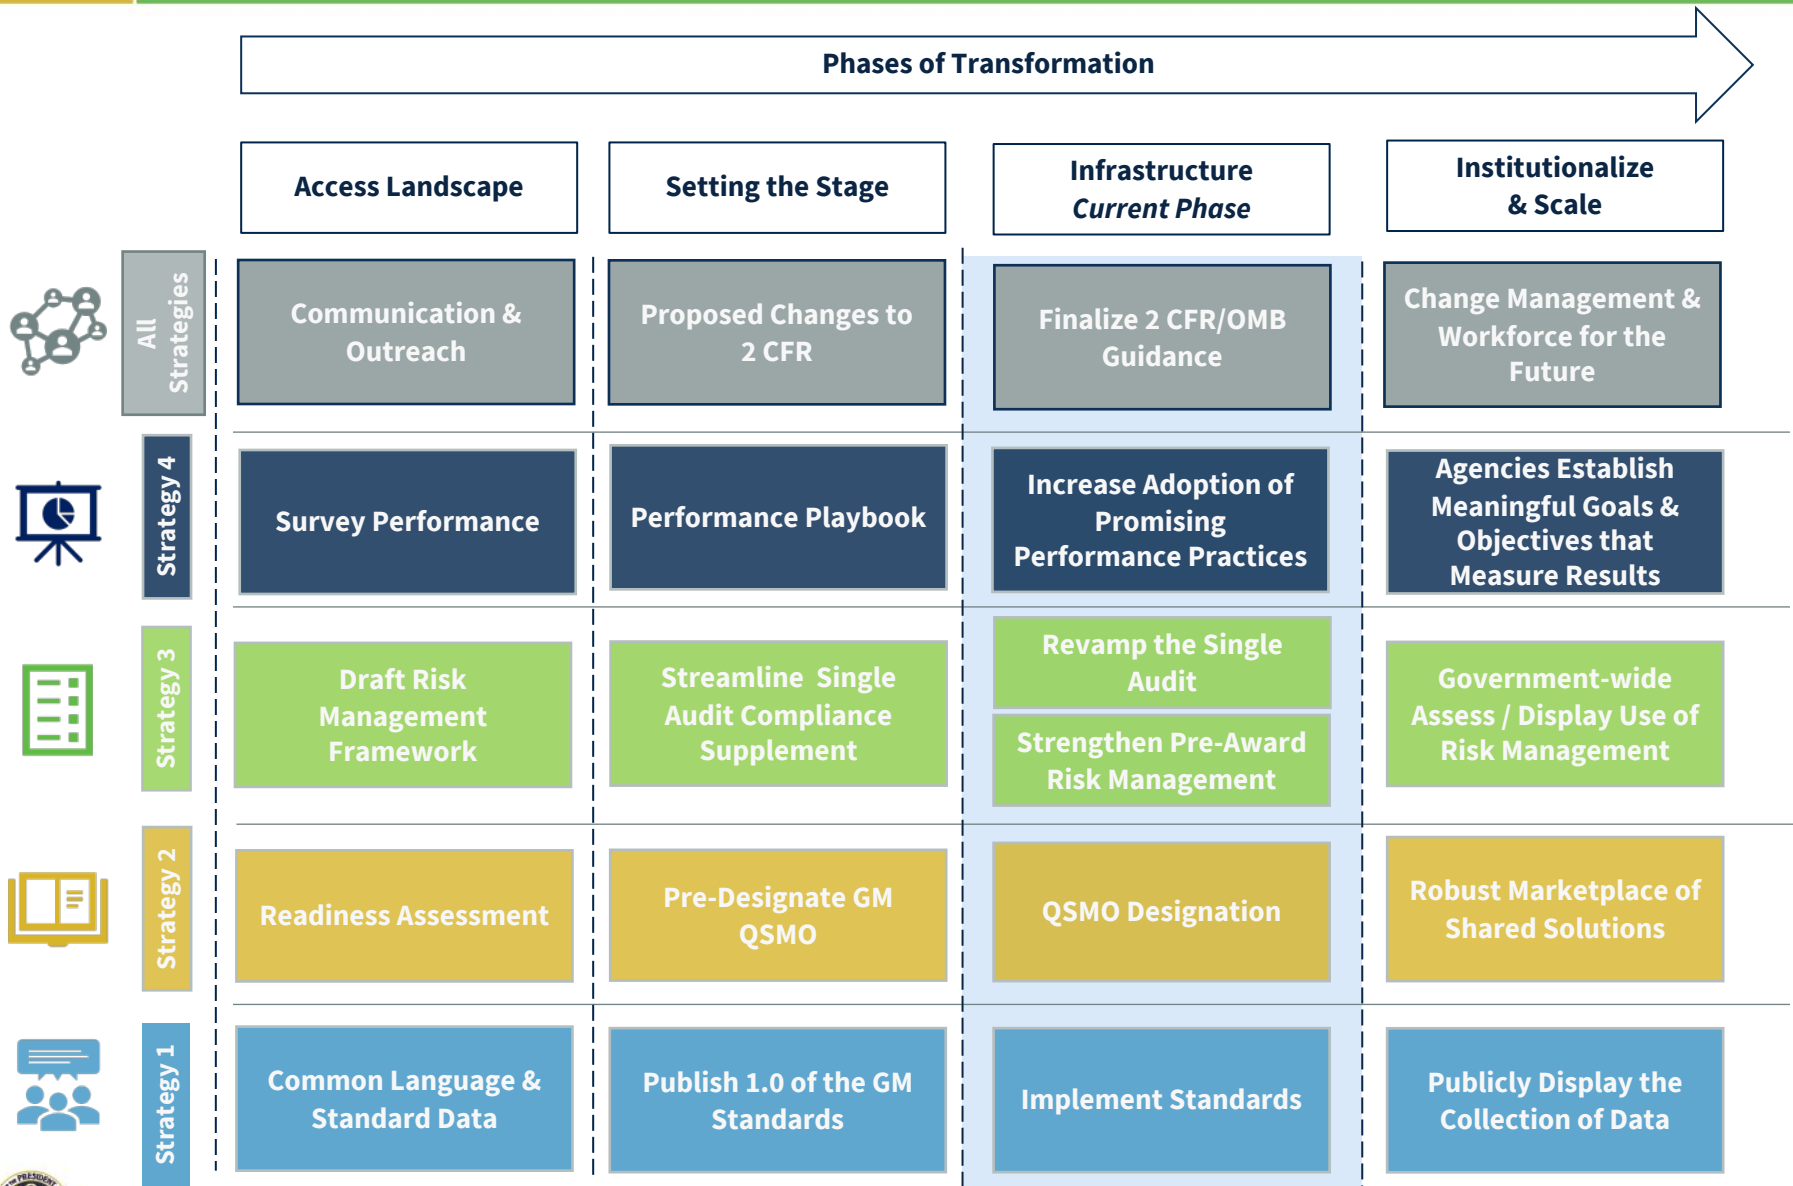 Phases of Transformation
Access Landscape
Setting the Stage
Infrastructure
Current Phase
Institutionalize
& Scale
All
Strategies
Communication &
Outreach
Proposed Changes to
2 CFR
Finalize 2 CFR/OMB
Guidance
Change Management &
Workforce for the
Future
Strategy 4
Survey Performance
Performance Playbook
Increase Adoption of
Promising
Performance Practices
Agencies Establish
Meaningful Goals &
Objectives that
Measure Results
Strategy 3
Draft Risk
Management
Framework
Streamline Single
Audit Compliance
Supplement
Revamp the Single
Audit
Strengthen Pre-Award
Risk Management
Government-wide
Assess / Display Use of
Risk Management
Strategy 2
Readiness Assessment
Pre-Designate GM
QSMO
QSMO Designation
Robust Marketplace of
Shared Solutions
Strategy 1
Common Language &
Standard Data
Publish 1.0 of the GM
Standards
Implement Standards
Publicly Display the
Collection of Data
PRESIDENT